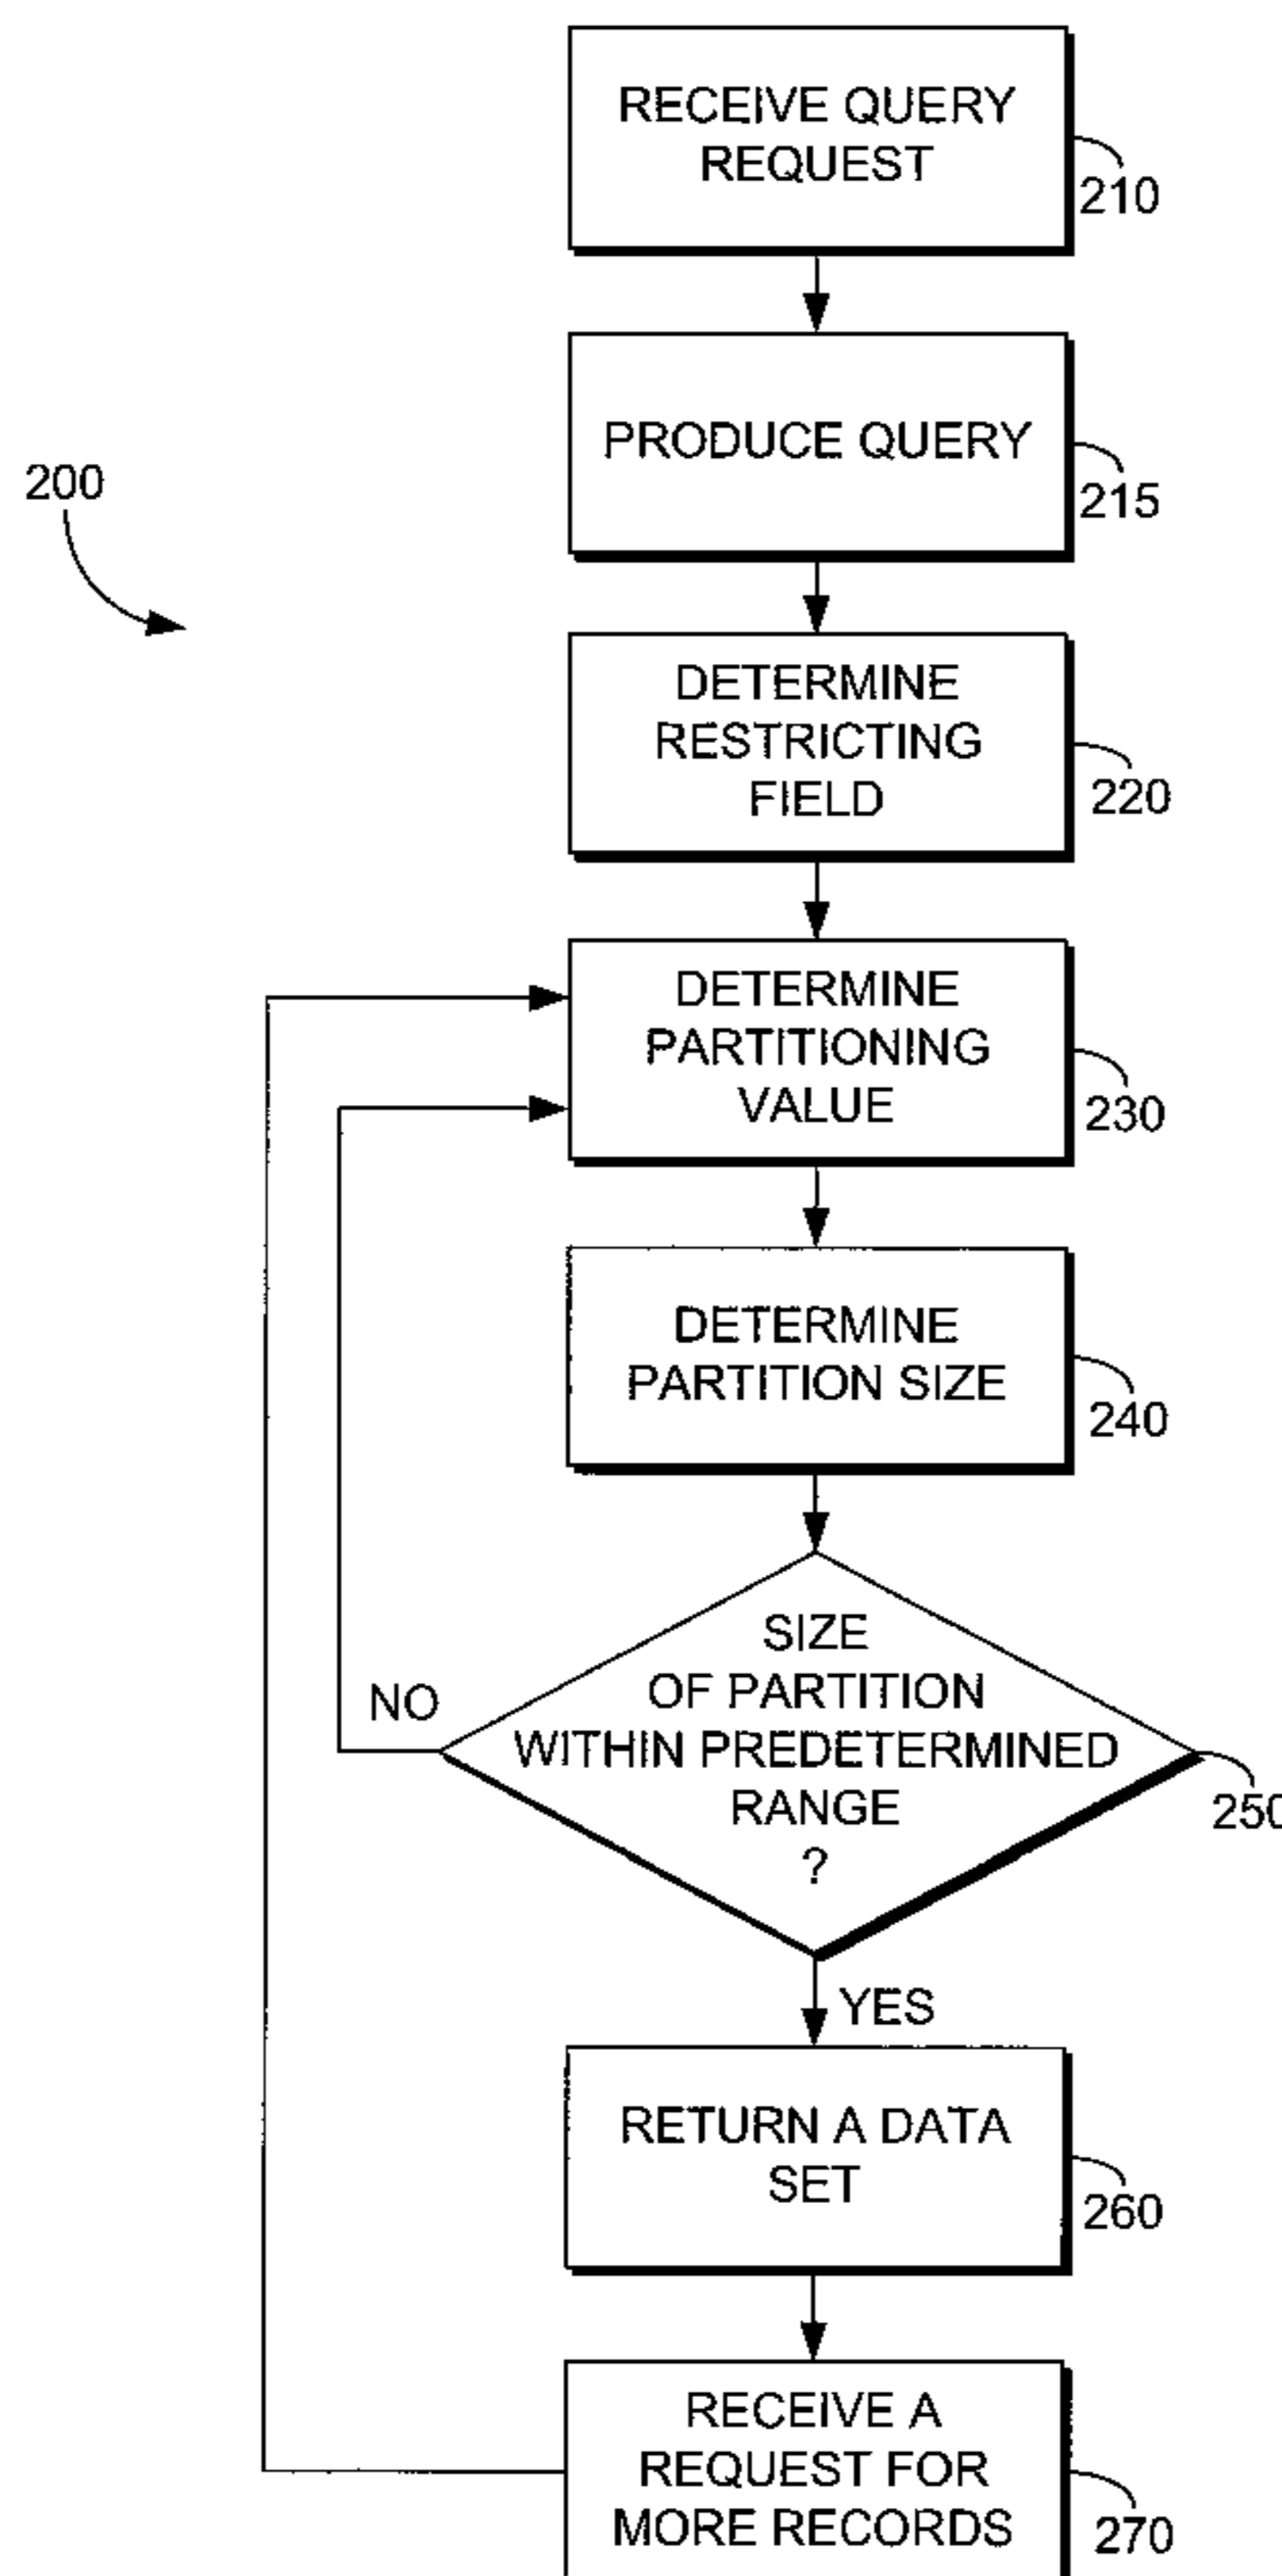 RECEIVE QUERY
REQUEST
210
PRODUCE QUERY
215
200
DETERMINE
RESTRICTING
FIELD
220
DETERMINE
PARTITIONING
VALUE
230
DETERMINE
PARTITION SIZE
240
SIZE
OF PARTITION
WITHIN PREDETERMINED
RANGE
?
NO
250
YES
RETURN A DATA
SET
260
RECEIVE A
REQUEST FOR
MORE RECORDS
270